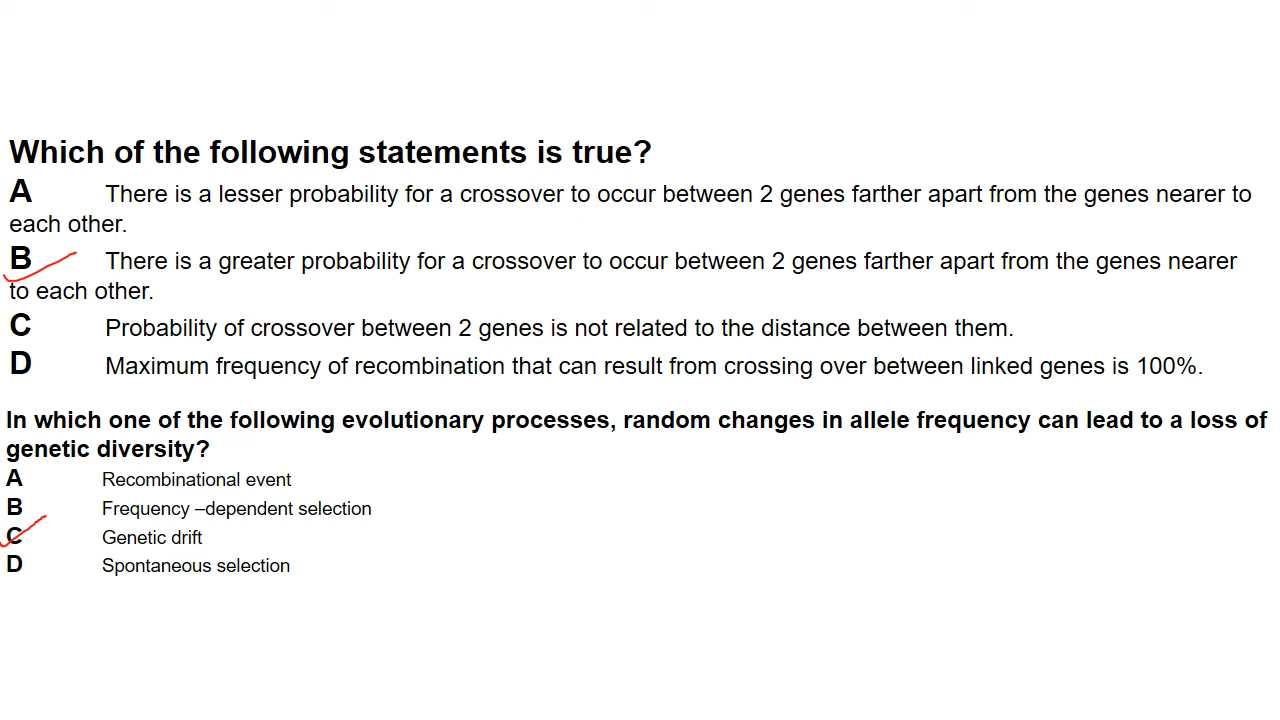 Which of the following statements is true?
A There is a lesser probability for a crossover to occur between 2 genes farther apart from the genes nearer to
each other.
B There is a greater probability for a crossover to occur between 2 genes farther apart from the genes nearer
to each other.
C Probability of crossover between 2 genes is not related to the distance between them.
D Maximum frequency of recombination that can result from crossing over between linked genes is 100%.
In which one of the following evolutionary processes, random changes in allele frequency can lead to a loss of
genetic diversity?
A Recombinational event
B Frequency –dependent selection
C Genetic drift
D Spontaneous selection